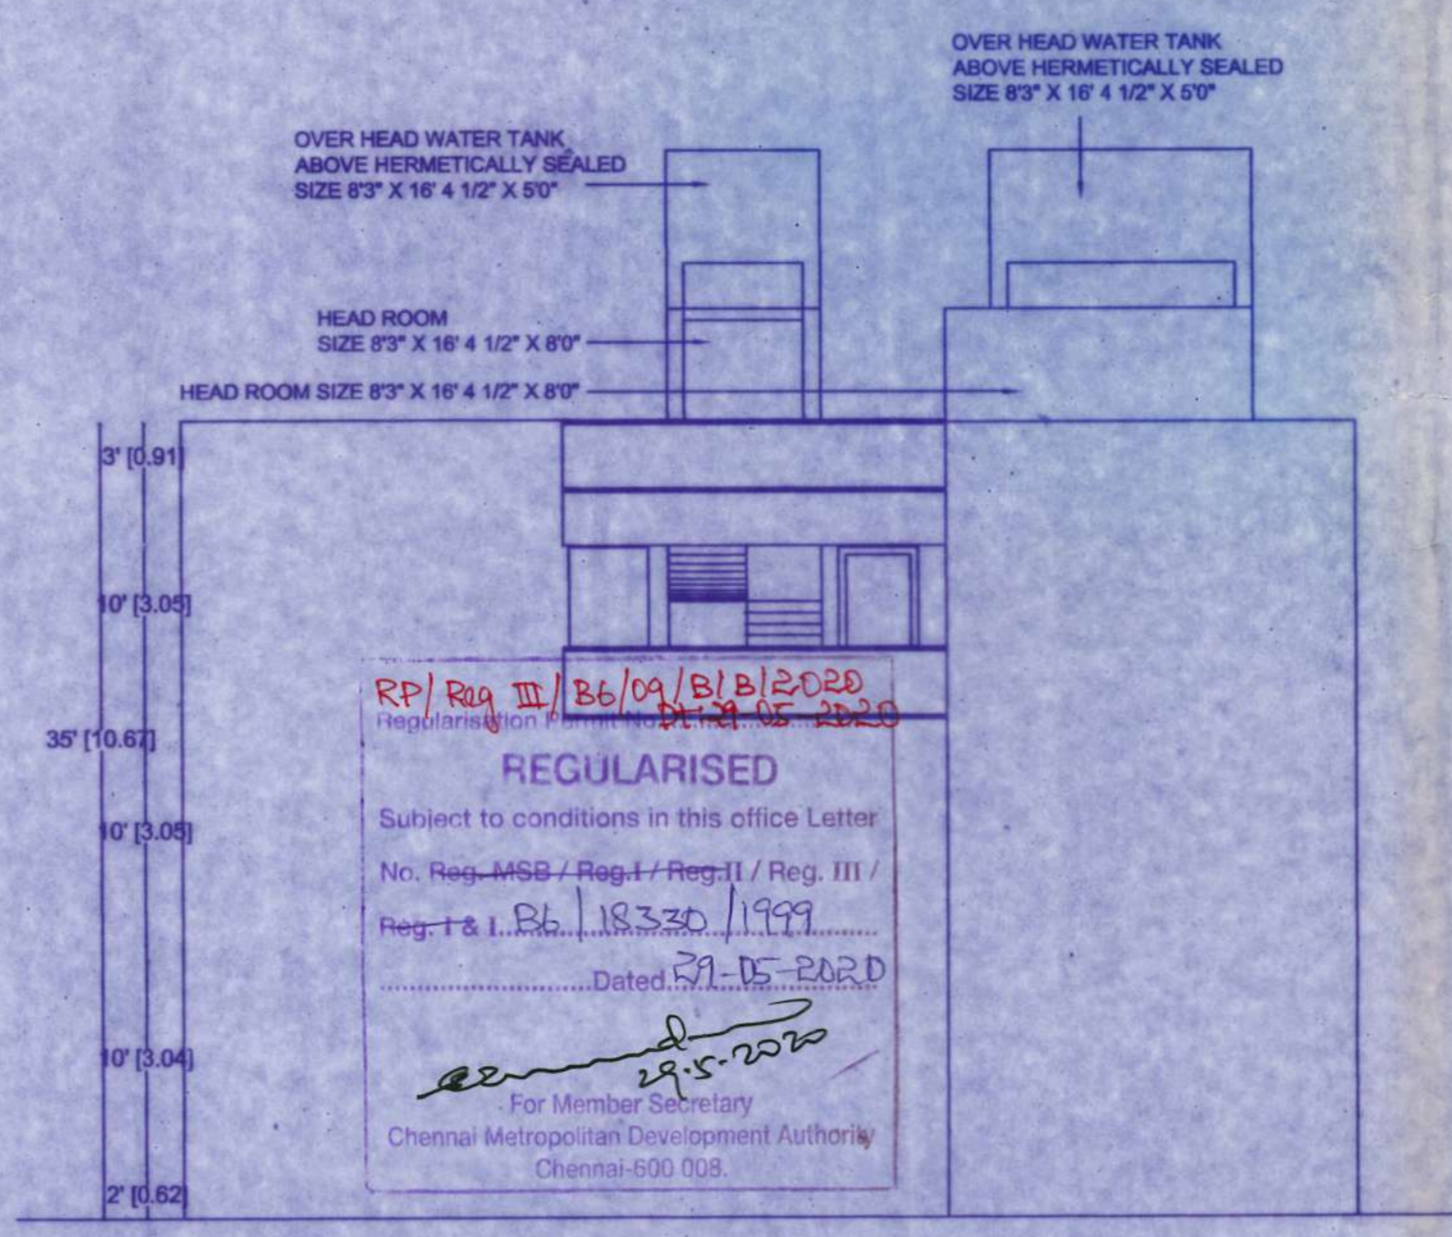 OVER HEAD WATER TANK
ABOVE HERMETICALLY SEALED
SIZE 8'3" X 16' 4 1/2" X 5'0"
OVER HEAD WATER TANK
ABOVE HERMETICALLY SEALED
SIZE 8'3" X 16' 4 1/2" X 5'0"
HEAD ROOM
SIZE 8'3" X 16' 4 1/2" X 8'0"
HEAD ROOM SIZE 8'3" X 16' 4 1/2" X 8'0"
3' [0.91]
10' [3.05]
35' [10.67]
10' [3.05]
10' [3.04]
2' [0.62]
RP/ Reg III/ B6/09/B/B/2020
Regularisation Permit No.
Dt: 29-05-2020
REGULARISED
Subject to conditions in this office Letter
No. Reg. MSB / Reg.I / Reg.II / Reg. III /
Reg. I & I B6/18330/1999
Dated 29-05-2020
29.5.2020
For Member Secretary
Chennai Metropolitan Development Authority
Chennai-600 008.